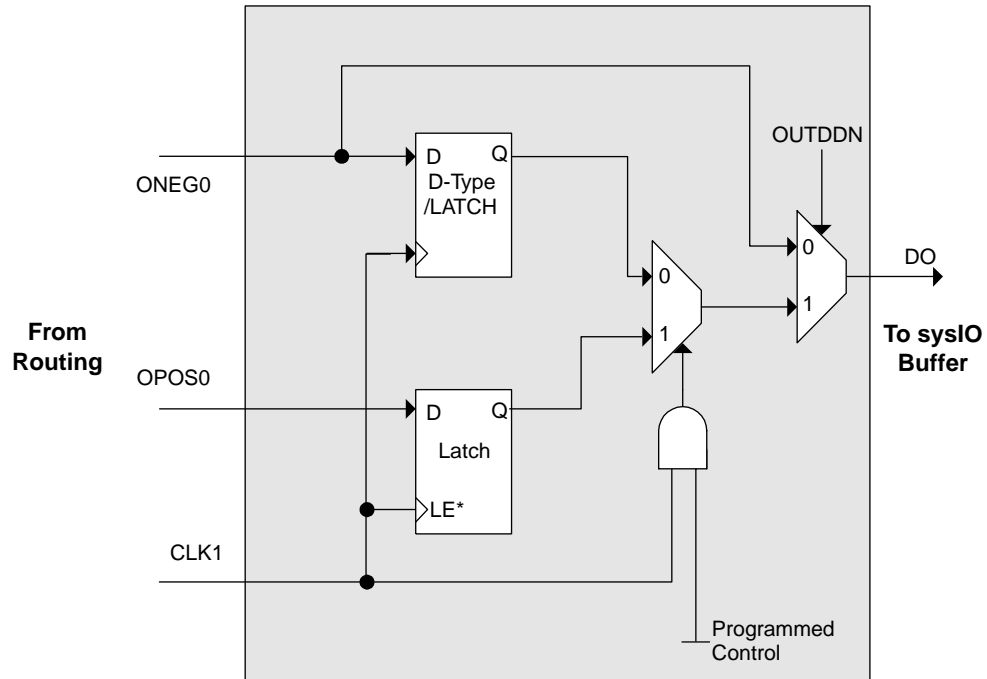 OUTDDN
ONEG0
D
Q
D-Type
/LATCH
0
DO
0
1
From
Routing
1
To sysIO
Buffer
OPOS0
D
Q
Latch
LE*
CLK1
Programmed
Control